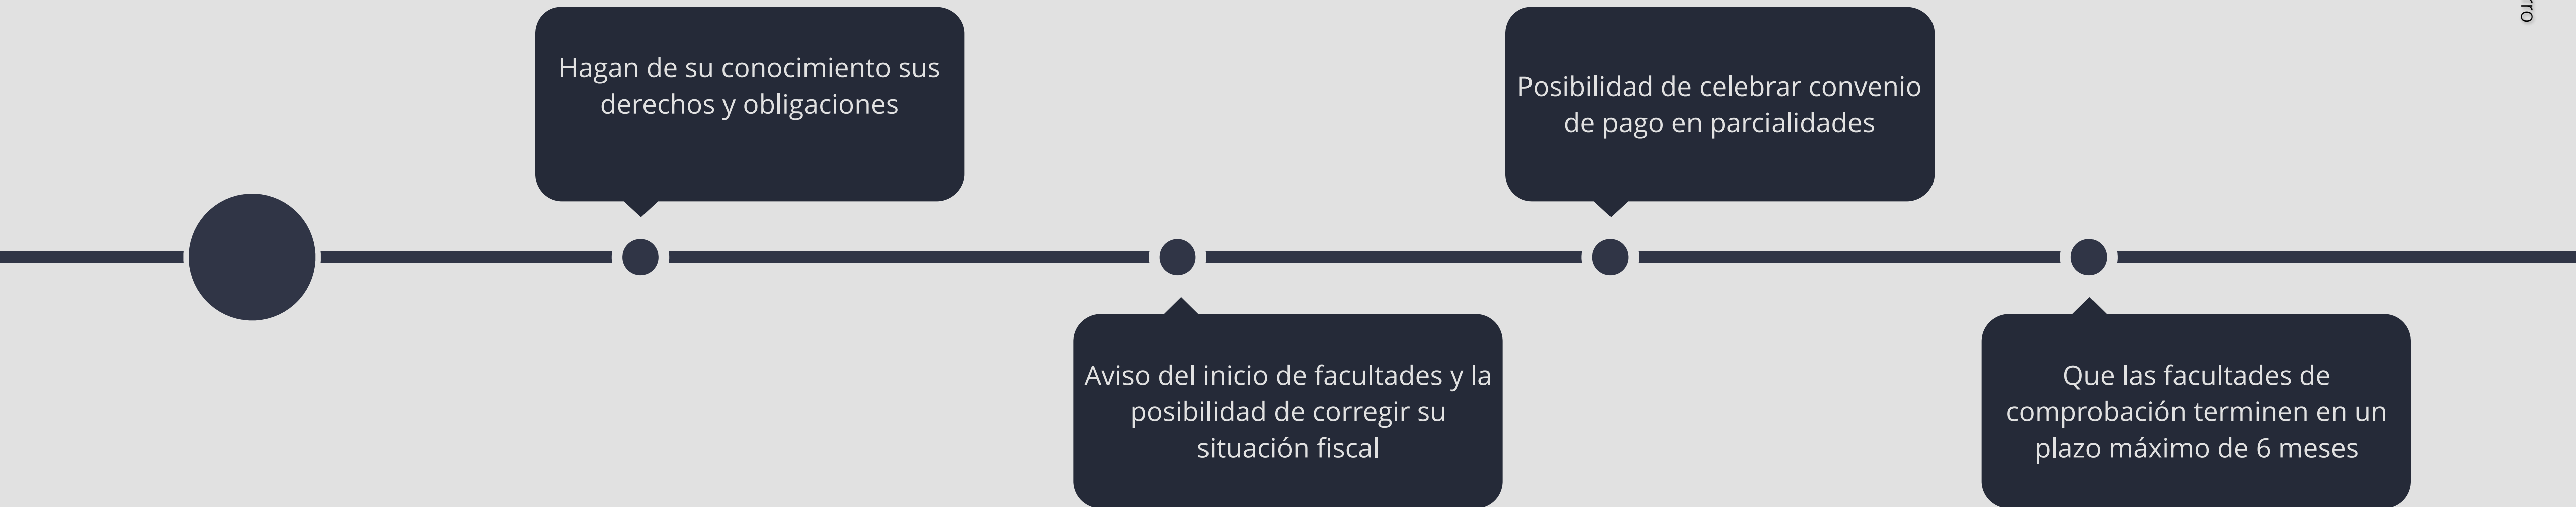 Hagan de su conocimiento sus
derechos y obligaciones
Aviso del inicio de facultades y la
posibilidad de corregir su
situación fiscal
Posibilidad de celebrar convenio
de pago en parcialidades
Que las facultades de
comprobación terminen en un
plazo máximo de 6 meses